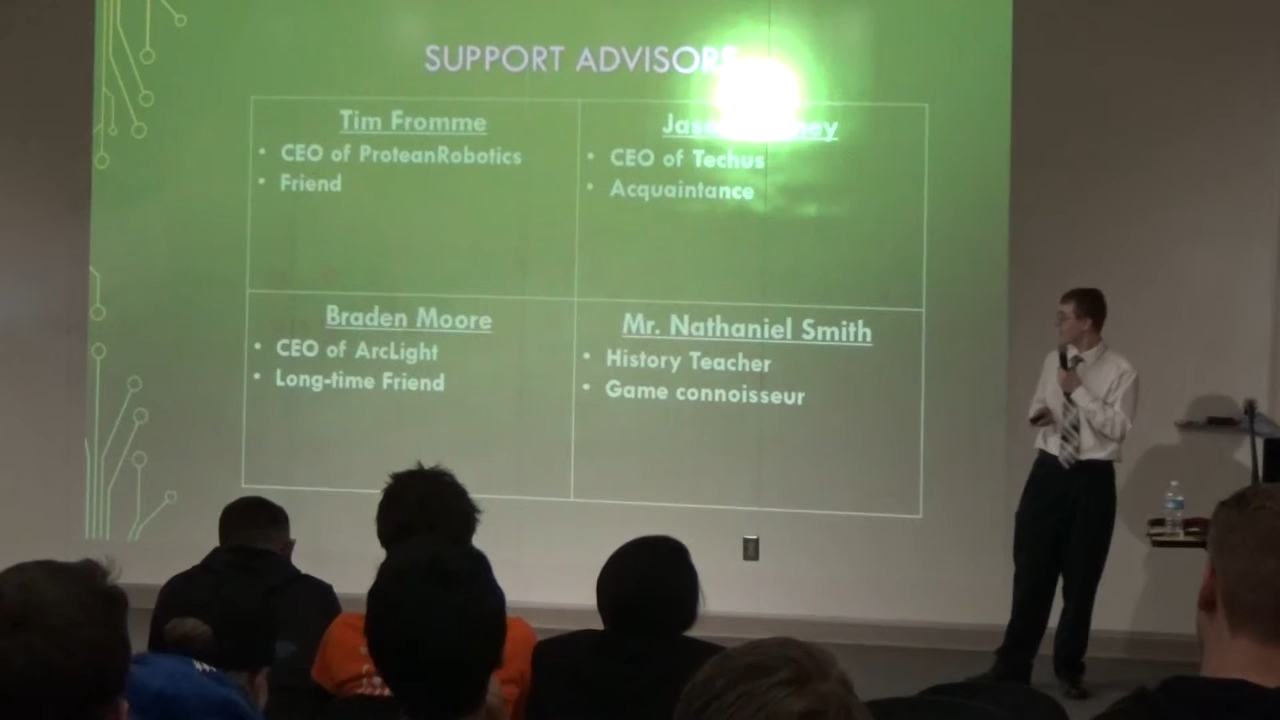 SUPPORT ADVISORS
Tim Fromme
• CEO of ProteanRobotics
• Friend
• CEO of Techus
• Acquaintance
Braden Moore
• CEO of ArcLight
• Long-time Friend
Mr. Nathaniel Smith
• History Teacher
• Game connoisseur